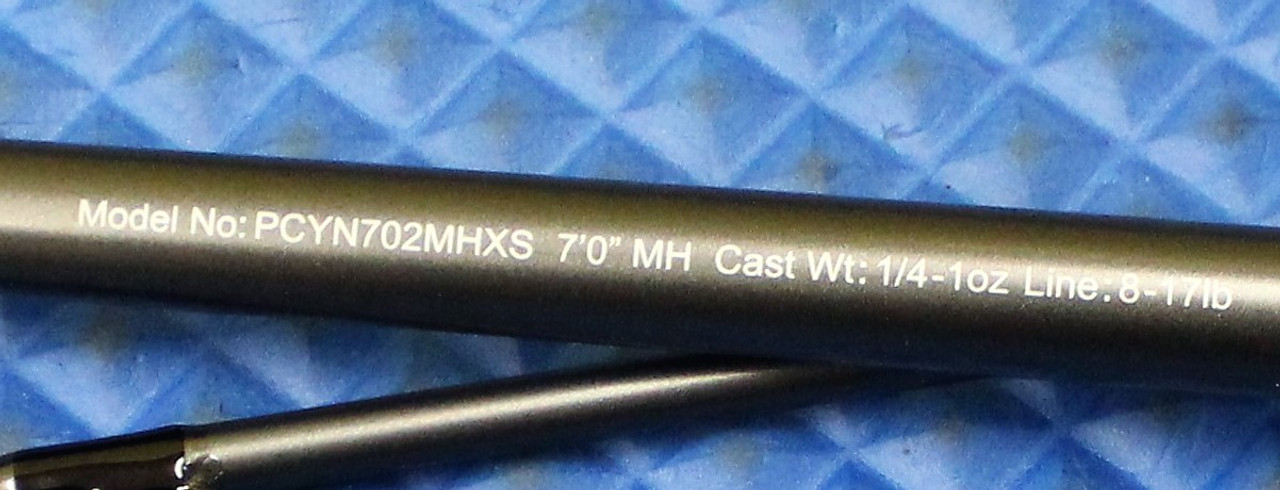 Model No: PCYN702MHXS 7'0" MH Cast Wt: 1/4-1oz Line: 8-17lb